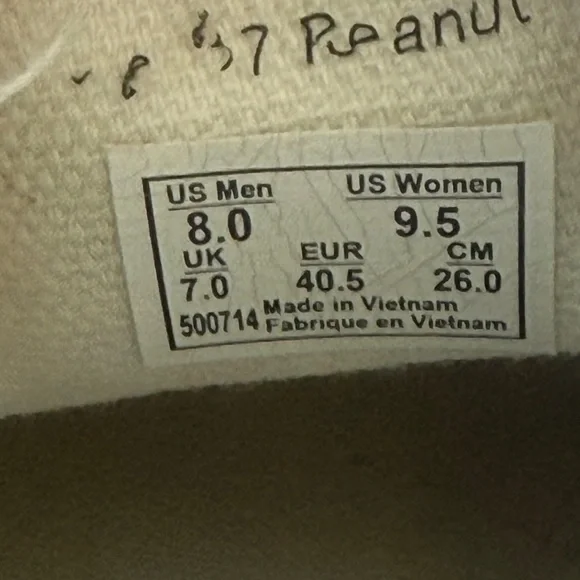 US Men US Women
8.0 9.5
UK EUR CM
7.0 40.5 26.0
Made in Vietnam
500714 Fabrique en Vietnam